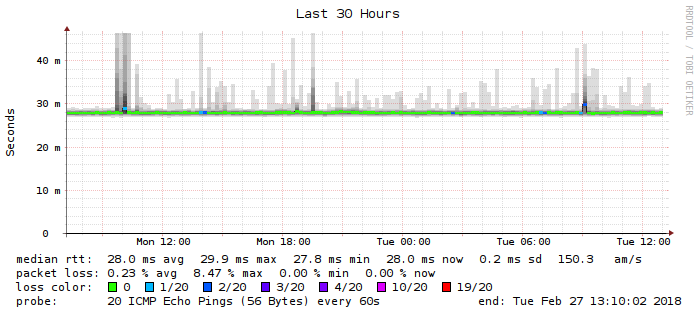 Last 30 Hours
RRDTOOL / TOBI OETIKER
Seconds
40 m
30 m
20 m
10 m
0
Mon 12:00 Mon 18:00 Tue 00:00 Tue 06:00 Tue 12:00
median rtt: 28.0 ms avg 29.9 ms max 27.8 ms min 28.0 ms now 0.2 ms sd 150.3 am/s
packet loss: 0.23 % avg 8.47 % max 0.00 % min 0.00 % now
loss color: 0 1/20 2/20 3/20 4/20 10/20 19/20
probe: 20 ICMP Echo Pings (56 Bytes) every 60s end: Tue Feb 27 13:10:02 2018